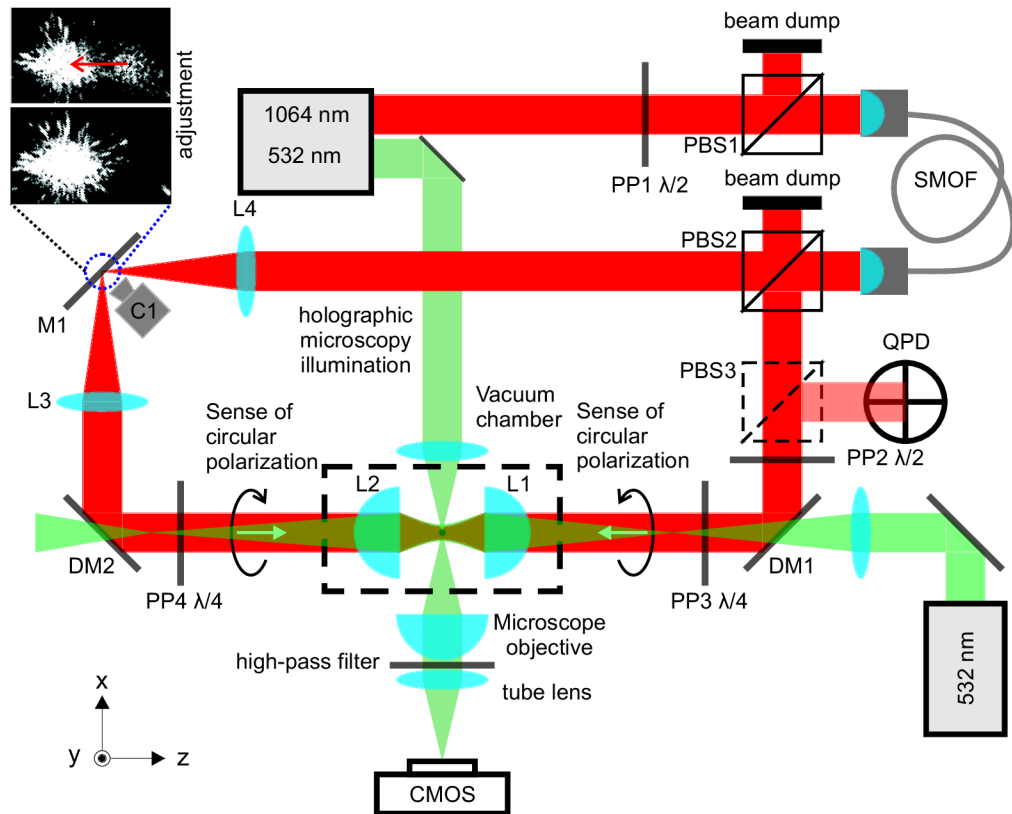 beam dump
adjustment
1064 nm
532 nm
PBS1
PP1 λ/2
SMOF
beam dump
L4
PBS2
M1
C1
holographic
microscopy
illumination
QPD
PBS3
L3
Sense of
circular
polarization
Vacuum
chamber
Sense of
circular
polarization
PP2 λ/2
L2
L1
DM2
PP4 λ/4
PP3 λ/4
DM1
Microscope
objective
high-pass filter
tube lens
532 nm
x
y
z
CMOS